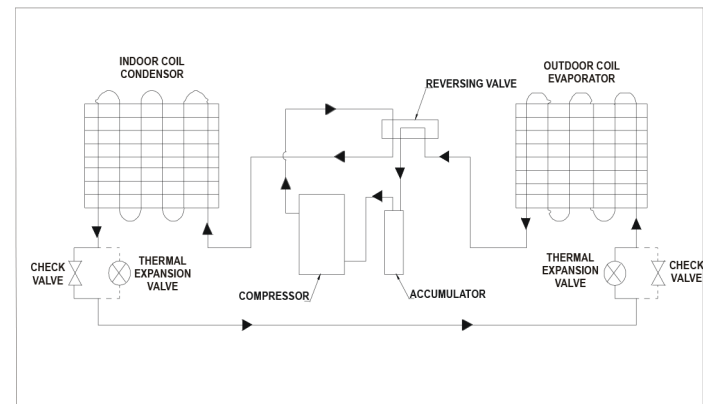 INDOOR COIL
CONDENSOR
OUTDOOR COIL
EVAPORATOR
REVERSING VALVE
CHECK
VALVE
THERMAL
EXPANSION
VALVE
COMPRESSOR
ACCUMULATOR
THERMAL
EXPANSION
VALVE
CHECK
VALVE